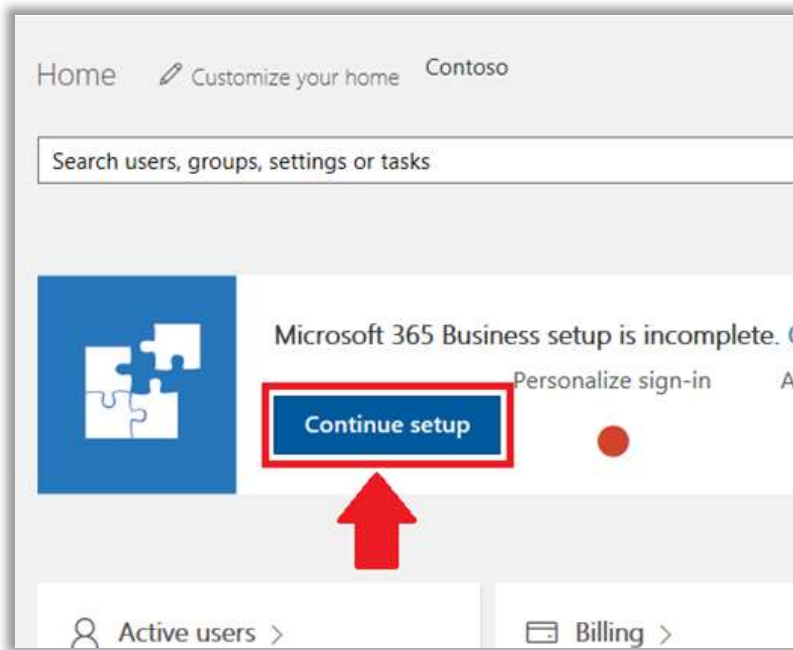 Home Customize your home Contoso
Search users, groups, settings or tasks
Microsoft 365 Business setup is incomplete.
Personalize sign-in A
Continue setup
Active users >
Billing >